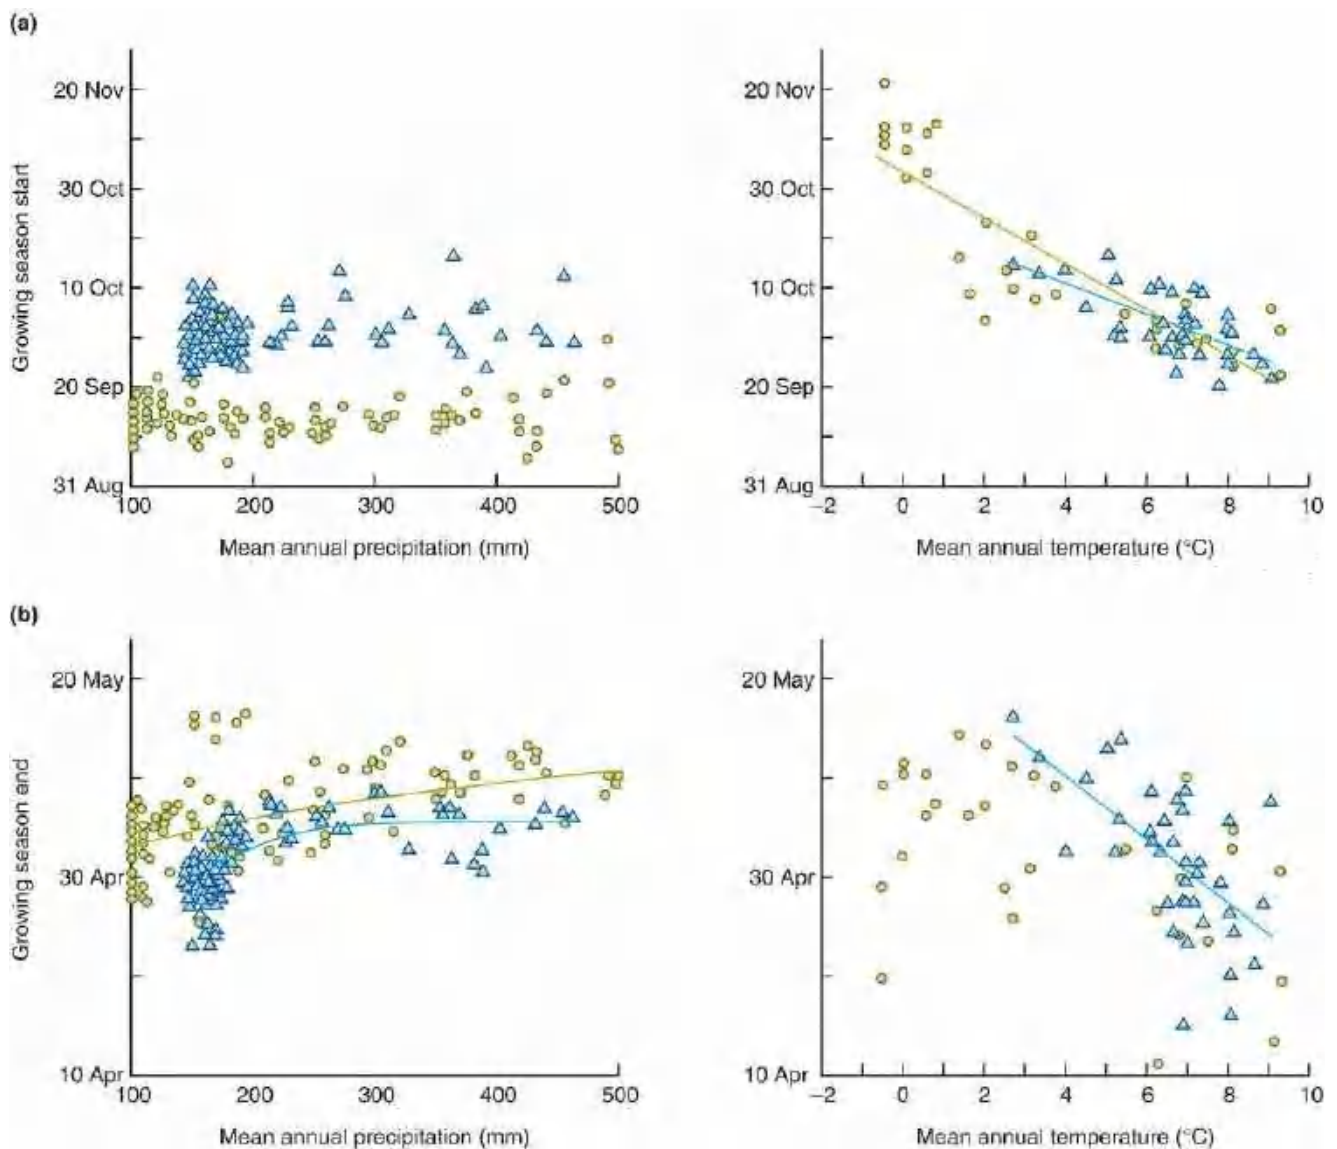 (a)
20 Nov
30 Oct
10 Oct
20 Sep
31 Aug
Growing season start
100 200 300 400 500
Mean annual precipitation (mm)
20 Nov
30 Oct
10 Oct
20 Sep
31 Aug
−2 0 2 4 6 8 10
Mean annual temperature (°C)
(b)
20 May
30 Apr
10 Apr
Growing season end
100 200 300 400 500
Mean annual precipitation (mm)
20 May
30 Apr
10 Apr
−2 0 2 4 6 8 10
Mean annual temperature (°C)